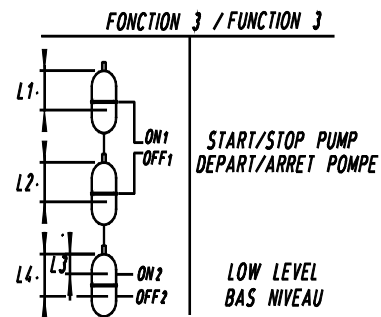 FONCTION 3 / FUNCTION 3
L1.
ON1
OFF1
START/STOP PUMP
DEPART/ARRET POMPE
L2.
L3
L4.
ON2
OFF2
LOW LEVEL
BAS NIVEAU